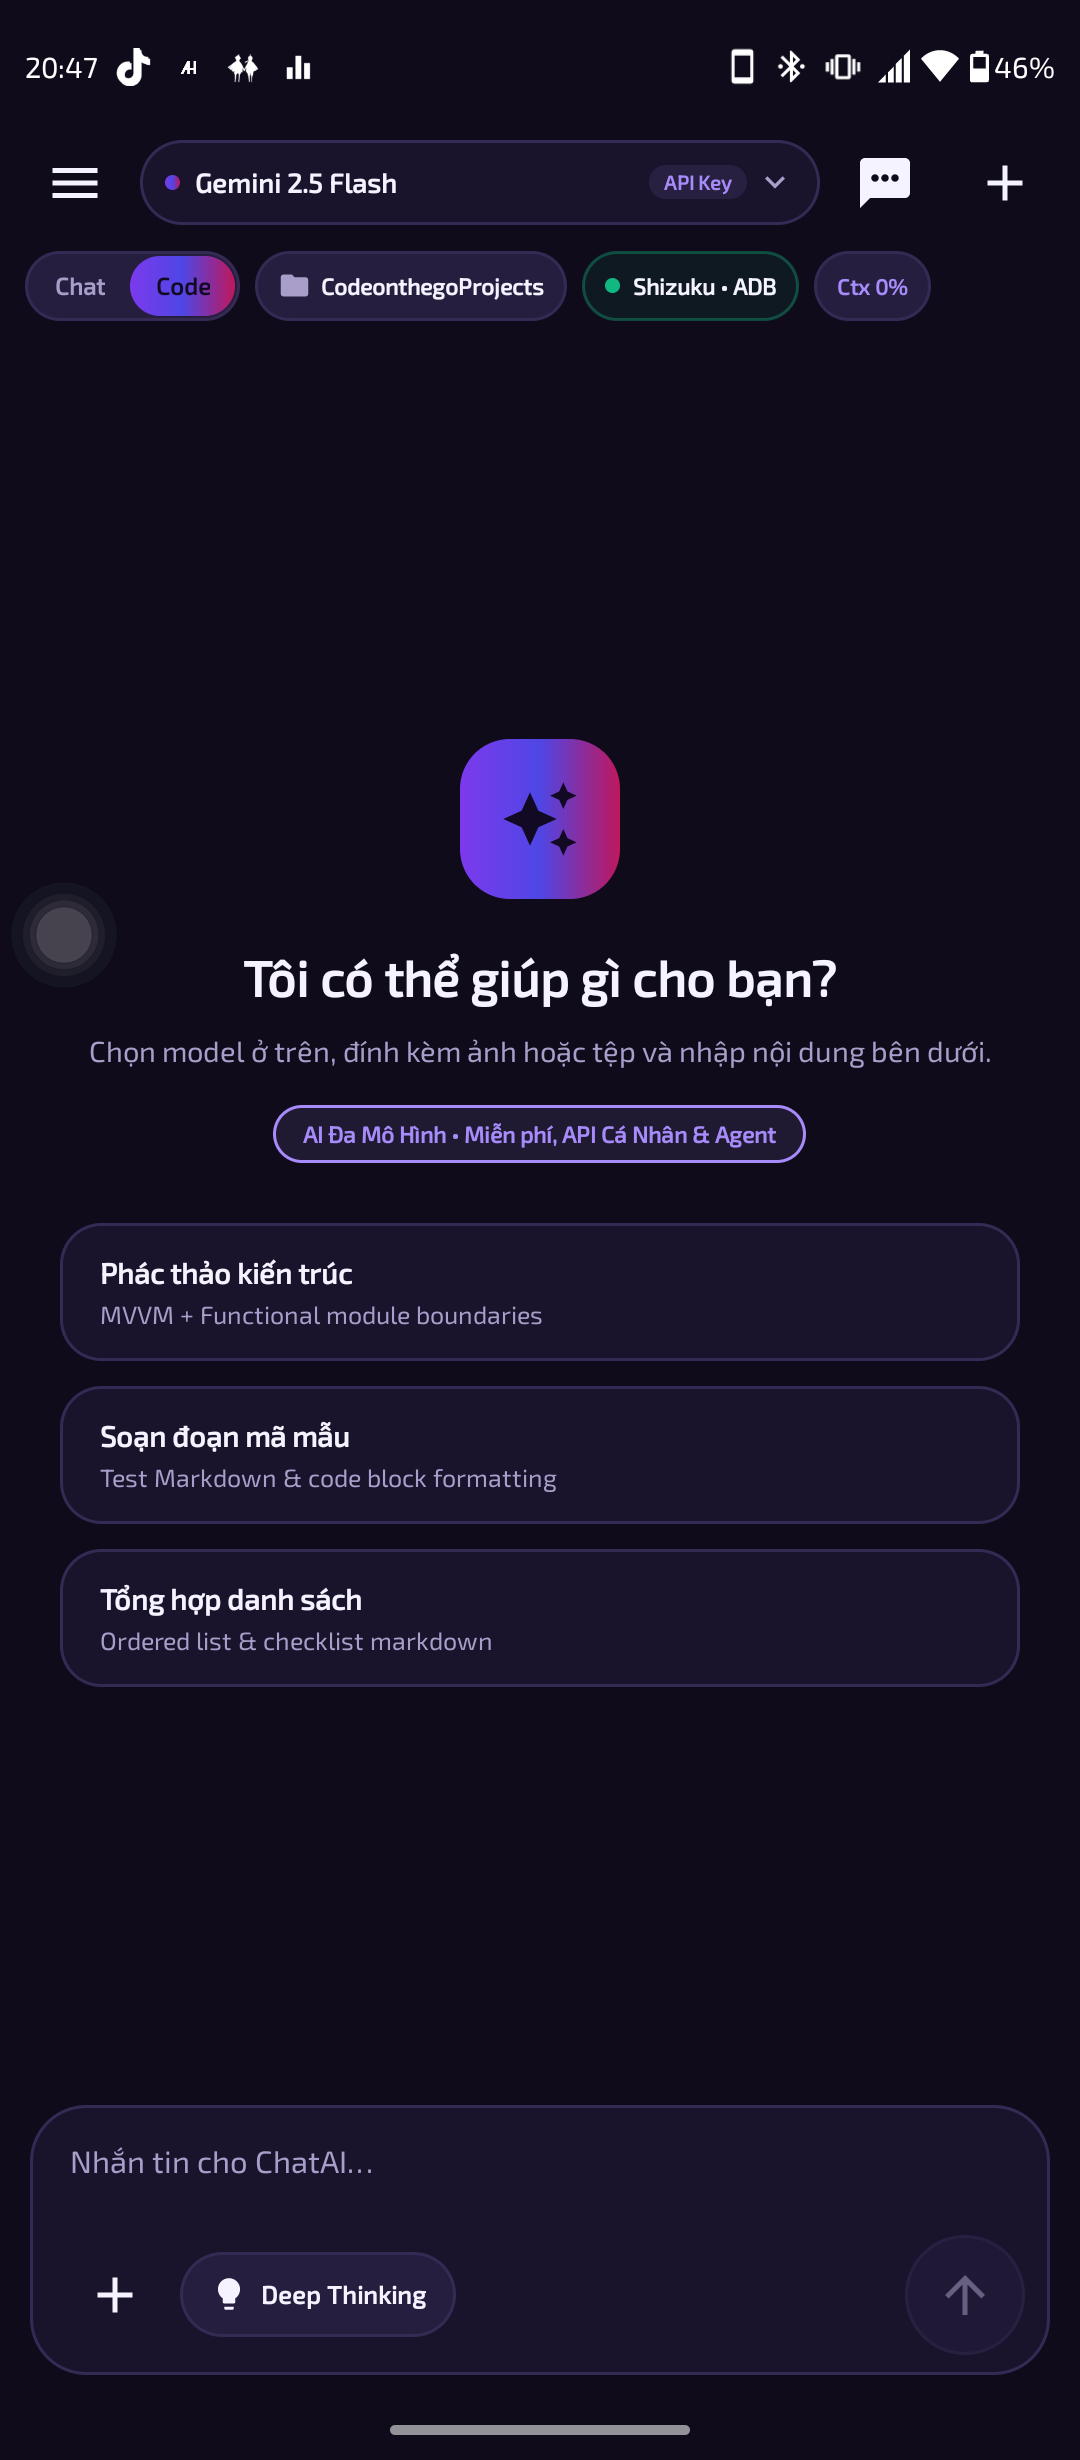 20:47
46%
Gemini 2.5 Flash
API Key
Chat
Code
CodeonthegoProjects
Shizuku • ADB
Ctx 0%
Tôi có thể giúp gì cho bạn?
Chọn model ở trên, đính kèm ảnh hoặc tệp và nhập nội dung bên dưới.
AI Đa Mô Hình • Miễn phí, API Cá Nhân & Agent
Phác thảo kiến trúc
MVVM + Functional module boundaries
Soạn đoạn mã mẫu
Test Markdown & code block formatting
Tổng hợp danh sách
Ordered list & checklist markdown
Nhắn tin cho ChatAI...
Deep Thinking